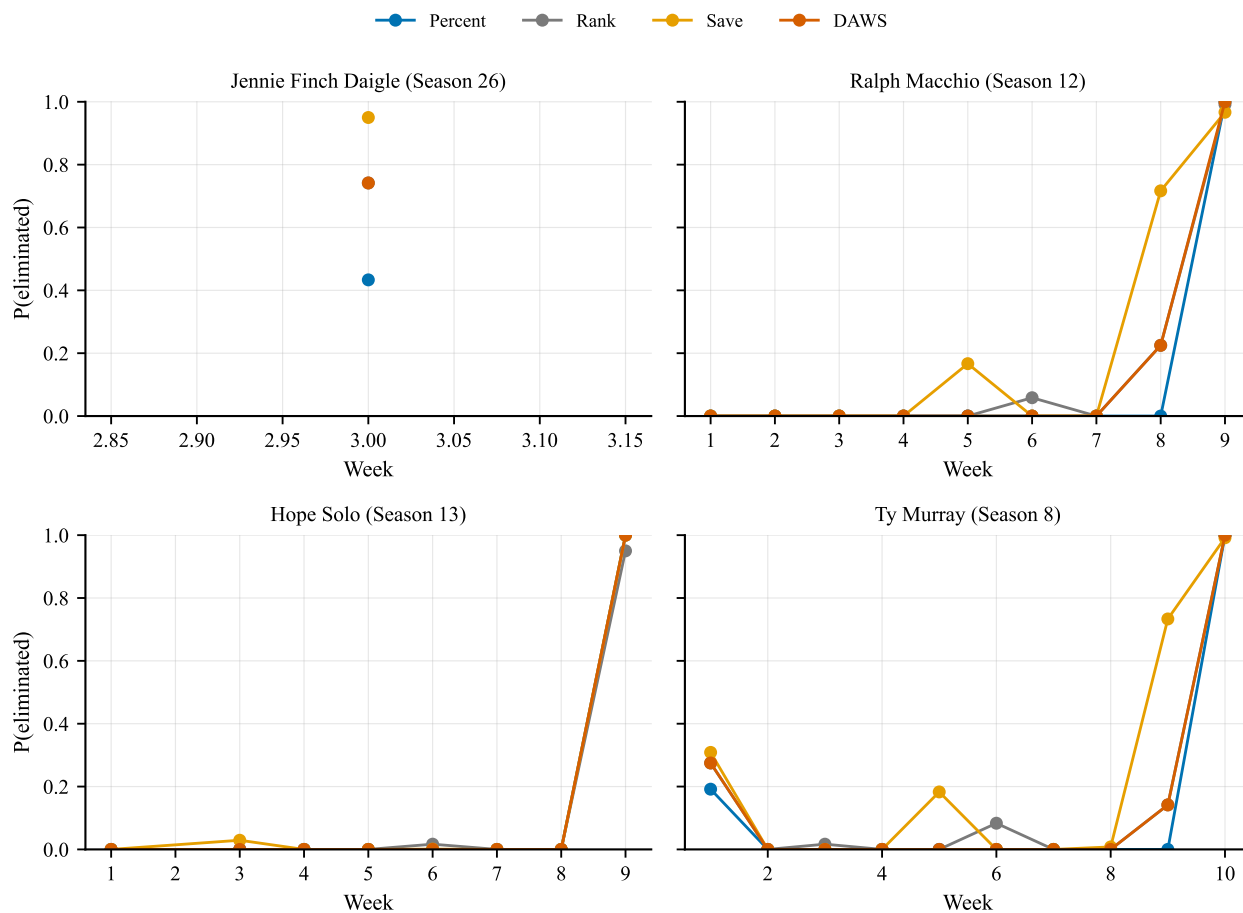 Percent Rank Save DAWS
Jennie Finch Daigle (Season 26)
1.0
0.8
0.6
0.4
0.2
0.0
P(eliminated)
2.85 2.90 2.95 3.00 3.05 3.10 3.15
Week
Ralph Macchio (Season 12)
1 2 3 4 5 6 7 8 9
Week
Hope Solo (Season 13)
1.0
0.8
0.6
0.4
0.2
0.0
P(eliminated)
1 2 3 4 5 6 7 8 9
Week
Ty Murray (Season 8)
2 4 6 8 10
Week